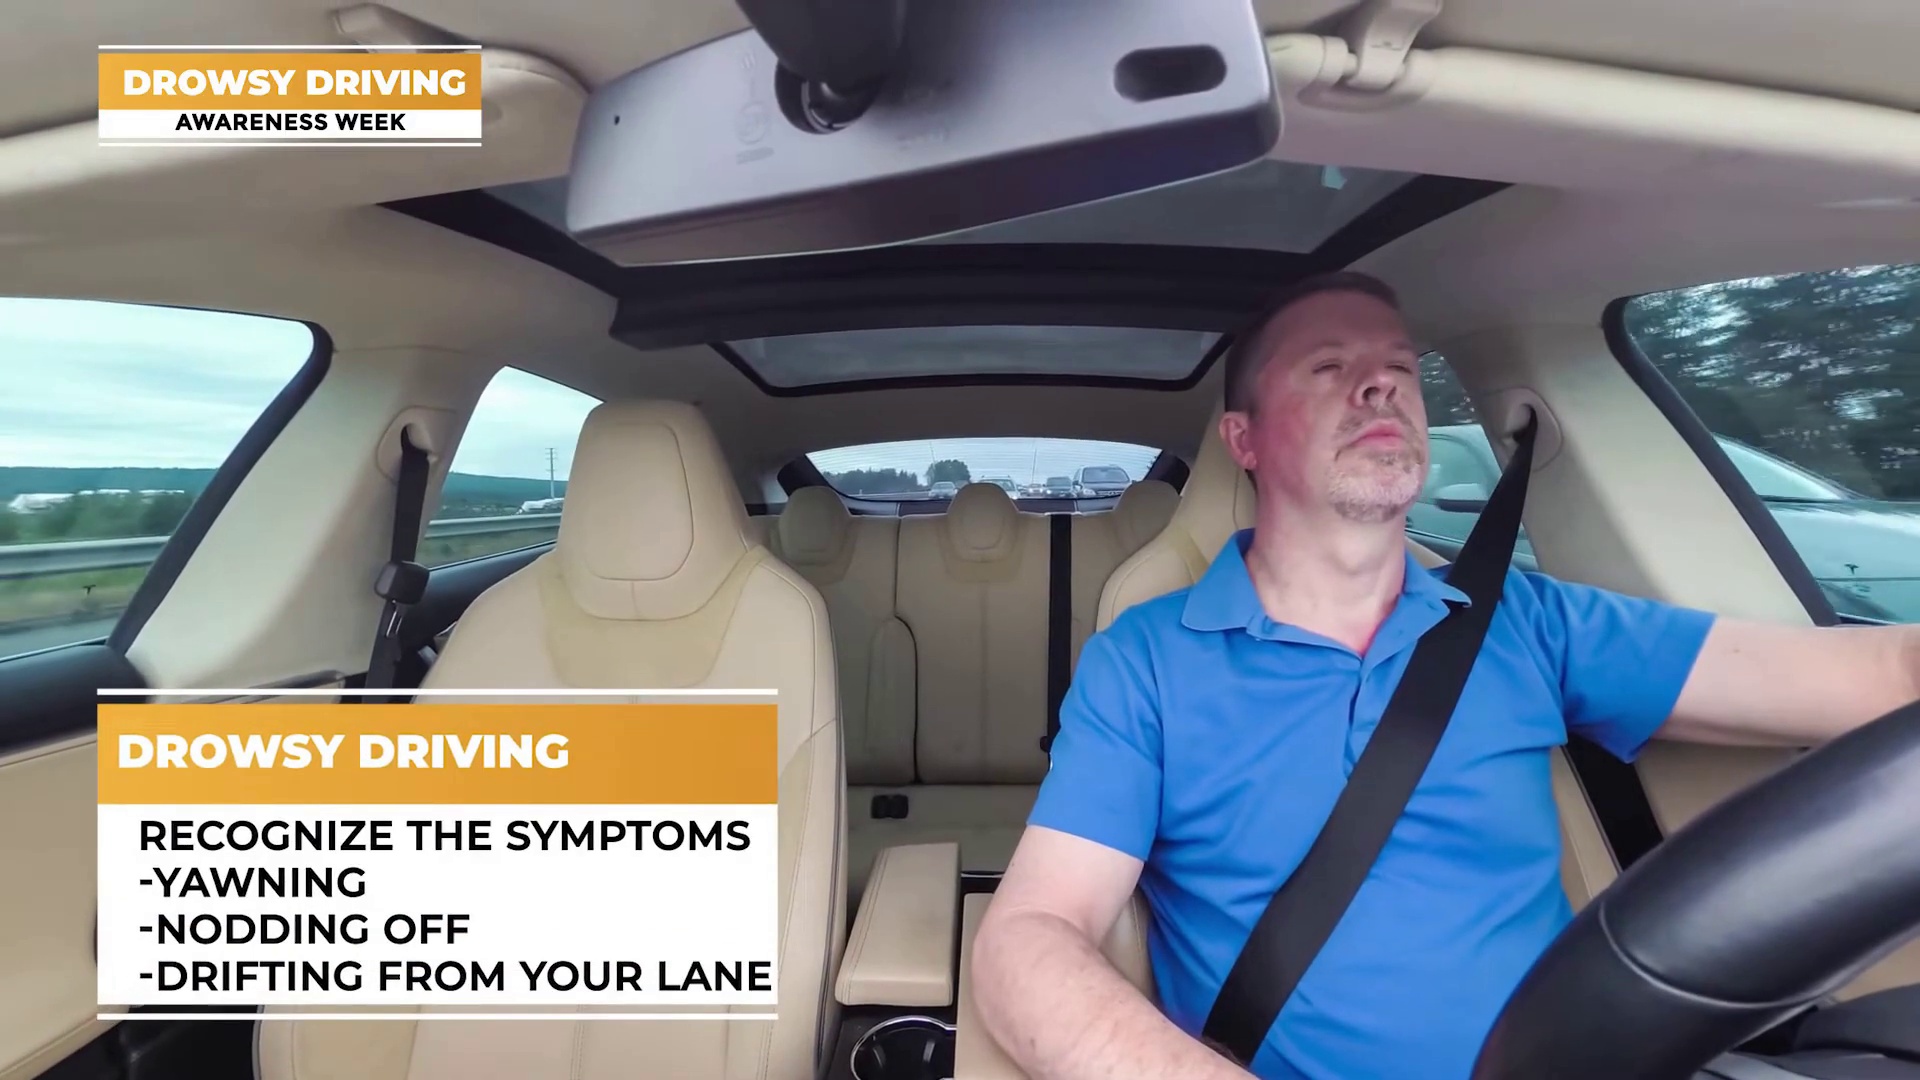 DROWSY DRIVING
AWARENESS WEEK
DROWSY DRIVING
RECOGNIZE THE SYMPTOMS
-YAWNING
-NODDING OFF
-DRIFTING FROM YOUR LANE